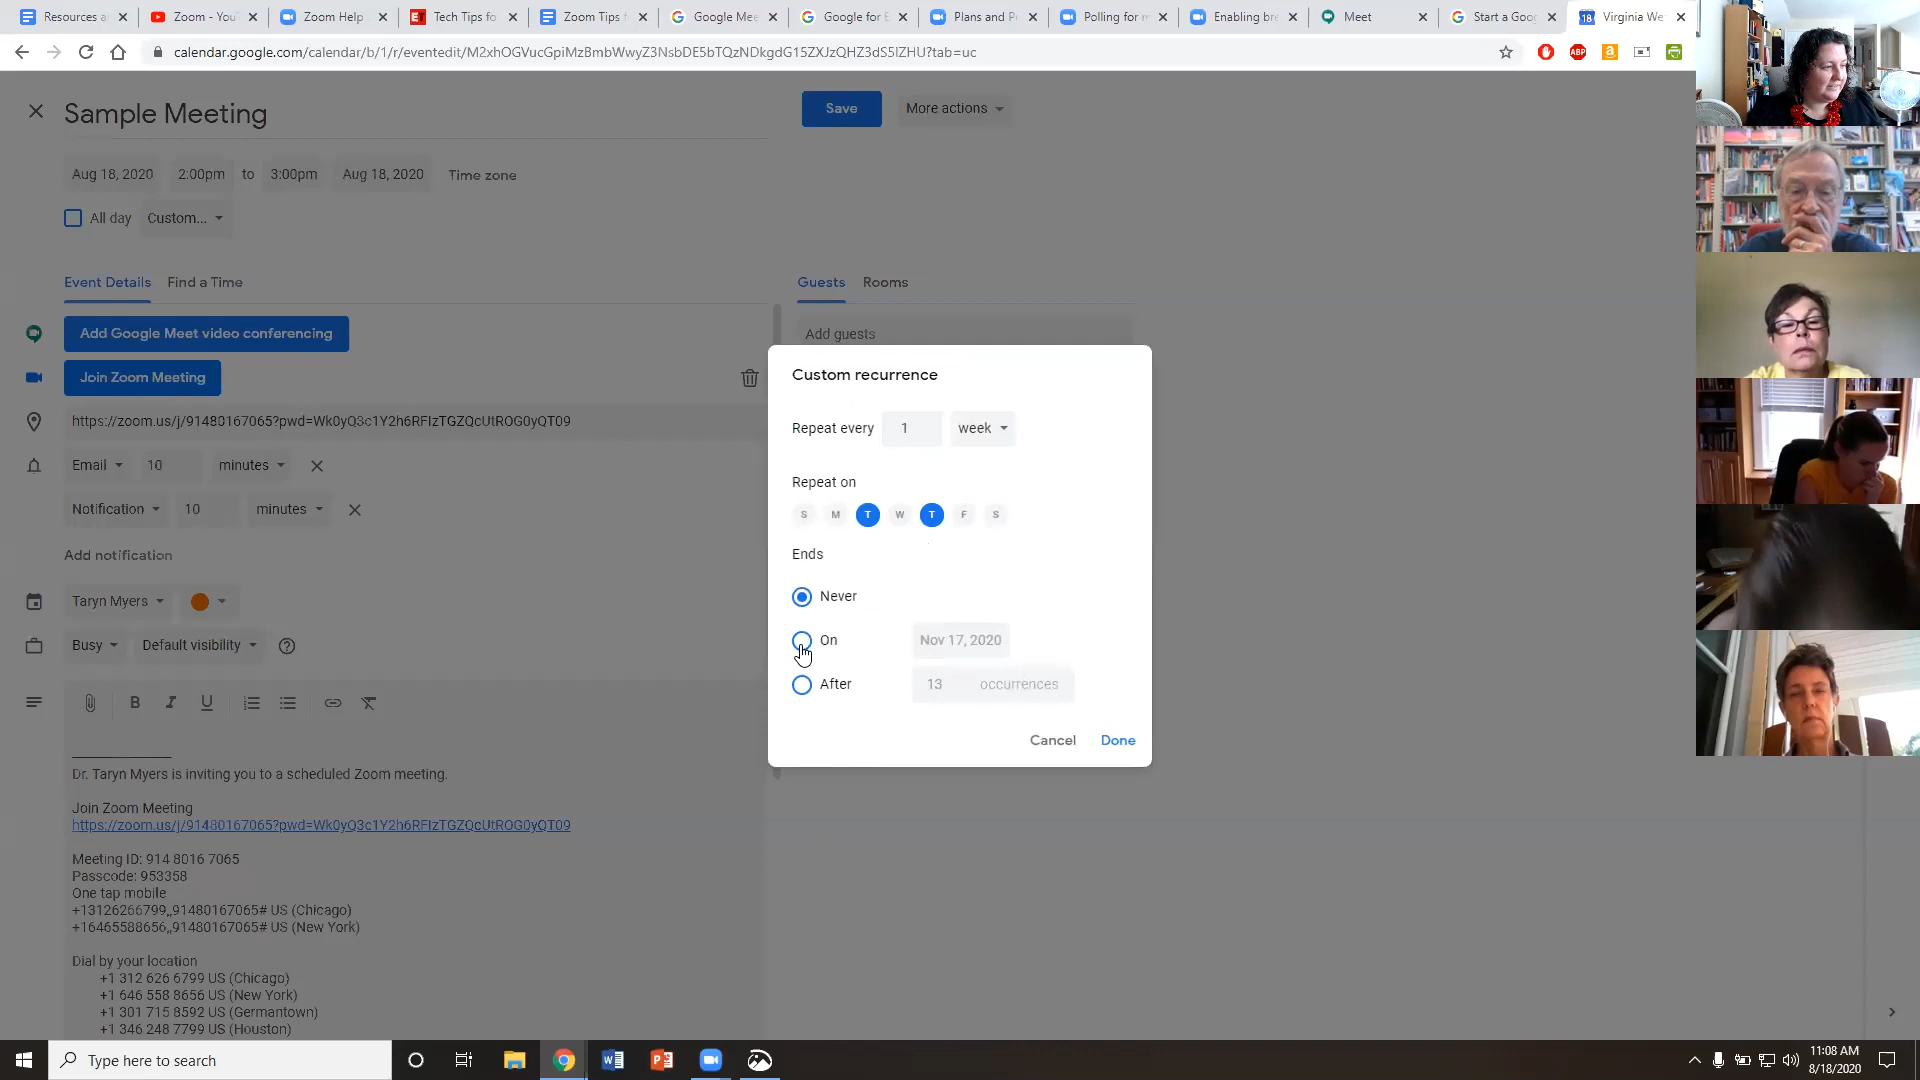 Resources a
Zoom - YouT
Zoom Help
Tech Tips fo
Zoom Tips f
Google Mee
Google for E
Plans and P
Polling for m
Enabling bre
Meet
Start a Goog
18 Virginia We
calendar.google.com/calendar/b/1/r/eventedit/M2xhOGVucGpiMzBmbWwyZ3NsbDE5bTQzNDkgdG15ZXJzQHZ3dS5lZHU?tab=uc
ABP
Sample Meeting
Save
More actions
Aug 18, 2020 2:00pm to 3:00pm Aug 18, 2020 Time zone
All day Custom...
Event Details Find a Time
Guests Rooms
Add Google Meet video conferencing
Add guests
Join Zoom Meeting
https://zoom.us/j/91480167065?pwd=Wk0yQ3c1Y2h6RFIzTGZQcUtROG0yQT09
Email 10 minutes
Notification 10 minutes
Add notification
Taryn Myers
Busy Default visibility
B I U
Dr. Taryn Myers is inviting you to a scheduled Zoom meeting.
Join Zoom Meeting
https://zoom.us/j/91480167065?pwd=Wk0yQ3c1Y2h6RFIzTGZQcUtROG0yQT09
Meeting ID: 914 8016 7065
Passcode: 953358
One tap mobile
+13126266799,,91480167065# US (Chicago)
+16465588656,,91480167065# US (New York)
Dial by your location
+1 312 626 6799 US (Chicago)
+1 646 558 8656 US (New York)
+1 301 715 8592 US (Germantown)
+1 346 248 7799 US (Houston)
Custom recurrence
Repeat every 1 week
Repeat on
S M T W T F S
Ends
Never
On Nov 17, 2020
After 13 occurrences
Cancel Done
Type here to search
11:08 AM
8/18/2020